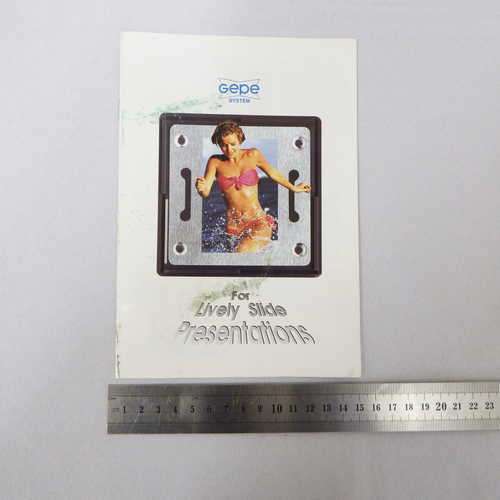 Gepe
SYSTEM
For
Lively Slide
Presentations
1 2 3 4 5 6 7 8 9 10 11 12 13 14 15 16 17 18 19 20 21 22 23